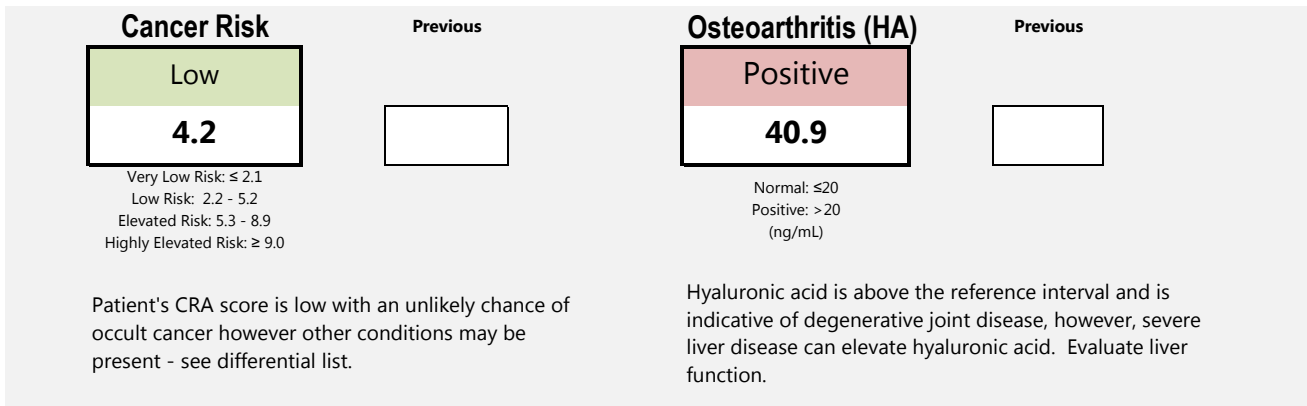 Cancer Risk
Previous
Low
4.2
Very Low Risk: ≤ 2.1
Low Risk: 2.2 - 5.2
Elevated Risk: 5.3 - 8.9
Highly Elevated Risk: ≥ 9.0
Patient's CRA score is low with an unlikely chance of
occult cancer however other conditions may be
present - see differential list.
Osteoarthritis (HA)
Previous
Positive
40.9
Normal: ≤20
Positive: >20
(ng/mL)
Hyaluronic acid is above the reference interval and is
indicative of degenerative joint disease, however, severe
liver disease can elevate hyaluronic acid. Evaluate liver
function.